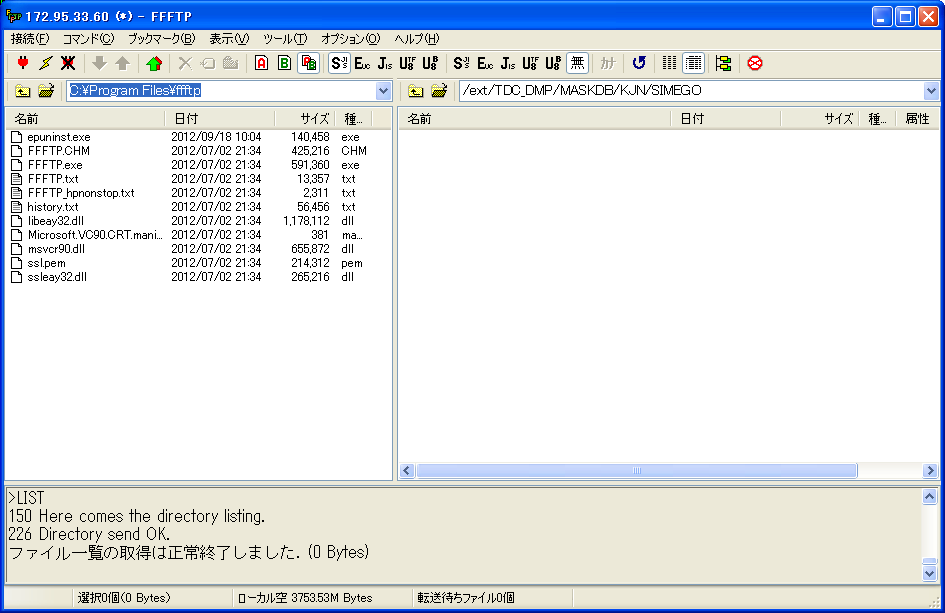 172.95.33.60 (*) - FFFTP
接続(F) コマンド(C) ブックマーク(B) 表示(V) ツール(T) オプション(O) ヘルプ(H)
A B S EUC JIS UTF8 UTF8 S EUC JIS UTF8 UTF8 無 カナ
C:¥Program Files¥ffftp /ext/TDC_DMP/MASKDB/KJN/SIMEGO
名前 日付 サイズ 種... 名前 日付 サイズ 種... 属性
epuninst.exe 2012/09/18 10:04 140,458 exe
FFFTP.CHM 2012/07/02 21:34 425,216 CHM
FFFTP.exe 2012/07/02 21:34 591,360 exe
FFFTP.txt 2012/07/02 21:34 13,357 txt
FFFTP_hpnonstop.txt 2012/07/02 21:34 2,311 txt
history.txt 2012/07/02 21:34 56,456 txt
libeay32.dll 2012/07/02 21:34 1,178,112 dll
Microsoft.VC90.CRT.mani... 2012/07/02 21:34 381 ma...
msvcr90.dll 2012/07/02 21:34 655,872 dll
ssl.pem 2012/07/02 21:34 214,312 pem
ssleay32.dll 2012/07/02 21:34 265,216 dll
>LIST
150 Here comes the directory listing.
226 Directory send OK.
ファイル一覧の取得は正常終了しました. (0 Bytes)
選択0個(0 Bytes) ローカル空 3753.53M Bytes 転送待ちファイル0個